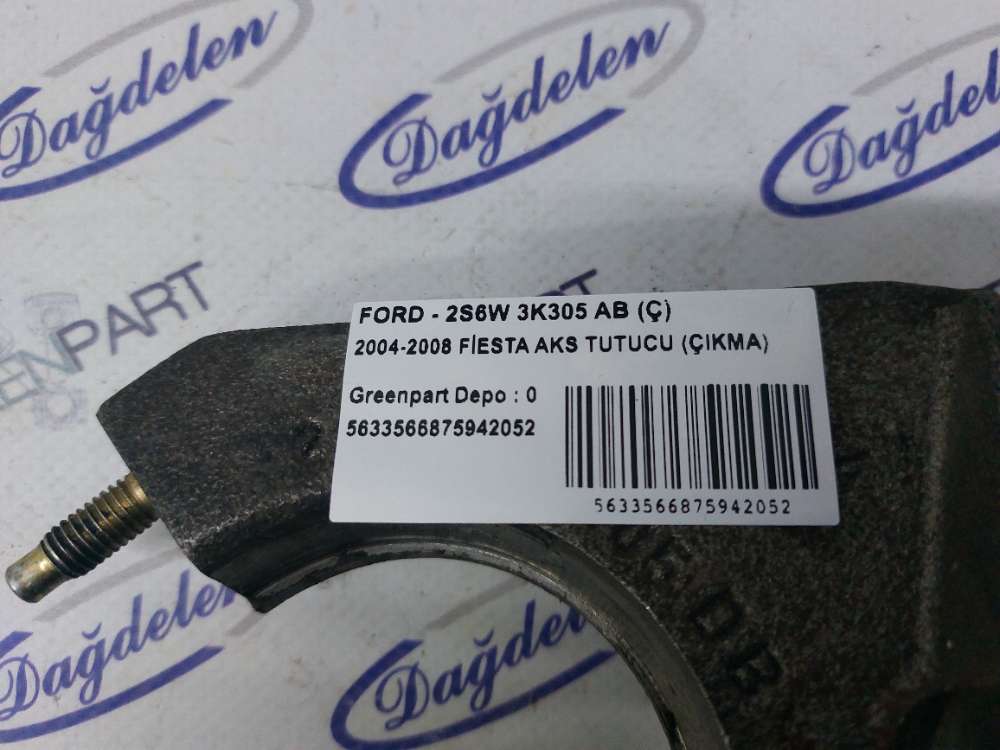 Dağdelen
Dağdelen
Dağdelen
ENPART
FORD - 2S6W 3K305 AB (Ç)
2004-2008 FİESTA AKS TUTUCU (ÇIKMA)
Greenpart Depo : 0
5633566875942052
5633566875942052
Dağdelen
Dağdelen